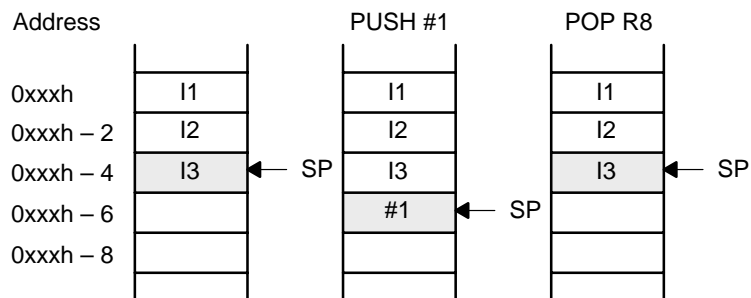 Address PUSH #1 POP R8
0xxxh I1 I1 I1
0xxxh – 2 I2 I2 I2
0xxxh – 4 I3 SP I3 I3 SP
0xxxh – 6 #1 SP
0xxxh – 8